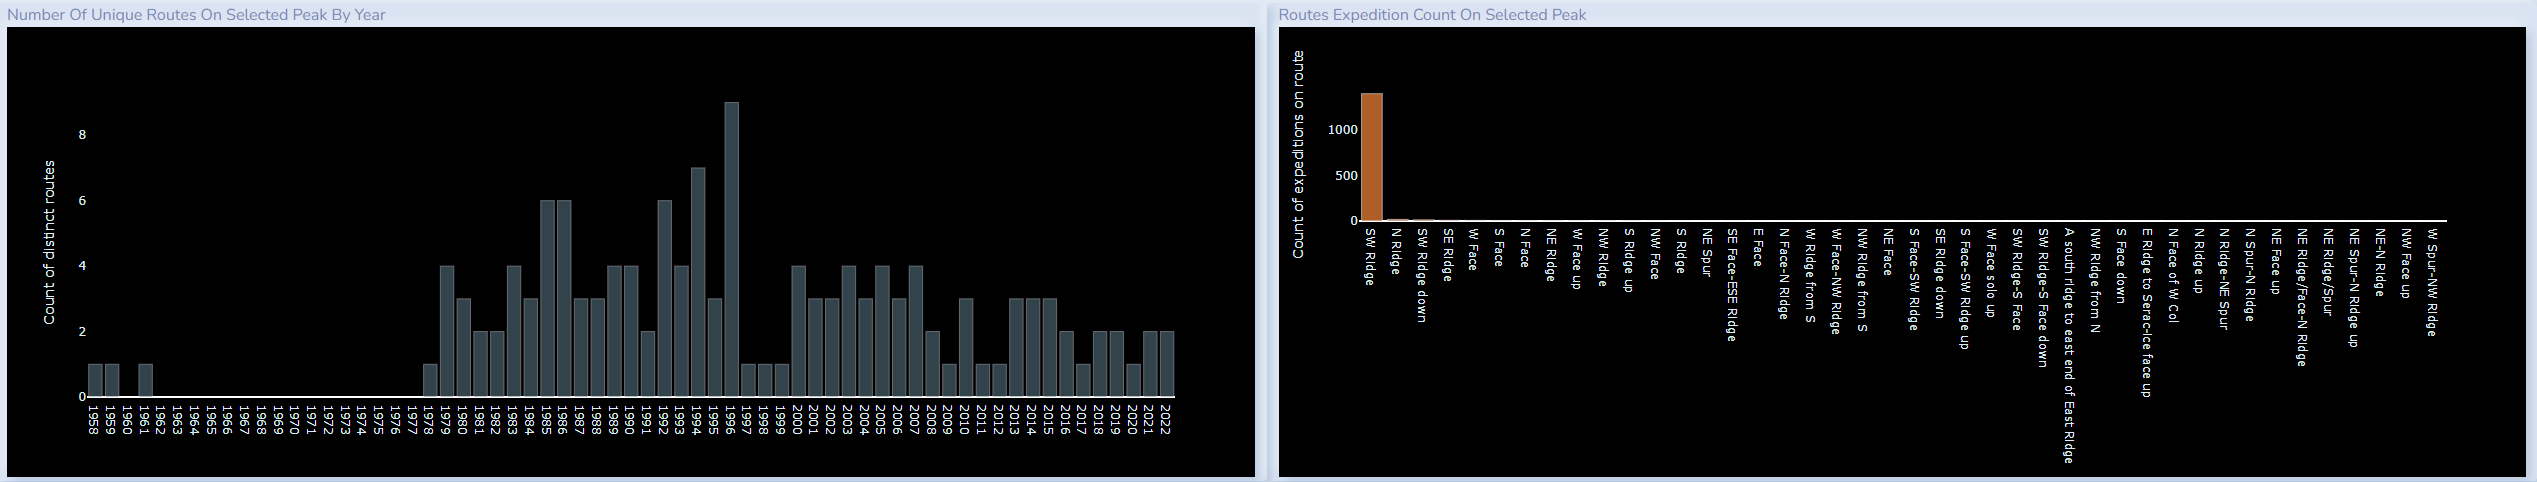 Number Of Unique Routes On Selected Peak By Year
Count of distinct routes
8
6
4
2
0
1958
1959
1960
1961
1962
1963
1964
1965
1966
1967
1968
1969
1970
1971
1972
1973
1974
1975
1976
1977
1978
1979
1980
1981
1982
1983
1984
1985
1986
1987
1988
1989
1990
1991
1992
1993
1994
1995
1996
1997
1998
1999
2000
2001
2002
2003
2004
2005
2006
2007
2008
2009
2010
2011
2012
2013
2014
2015
2016
2017
2018
2019
2020
2021
2022
Routes Expedition Count On Selected Peak
Count of expeditions on route
1000
500
0
SW Ridge
N Ridge
SW Ridge down
SE Ridge
W Face
S Face
N Face
NE Ridge
W Face up
NW Ridge
S Ridge up
NW Face
S Ridge
NE Spur
SE Face-ESE Ridge
E Face
N Face-N Ridge
W Ridge from S
W Face-NW Ridge
NW Ridge from S
NE Face
S Face-SW Ridge
SE Ridge down
S Face-SW Ridge up
W Face solo up
SW Ridge-S Face
SW Ridge-S Face down
A south ridge to east end of East Ridge
NW Ridge from N
S Face down
E Ridge to Serac-Ice face up
N Face of W Col
N Ridge up
N Ridge-NE Spur
N Spur-N Ridge
NE Face up
NE Ridge/Face-N Ridge
NE Ridge/Spur
NE Spur-N Ridge up
NE-N Ridge
NW Face up
W Spur-NW Ridge